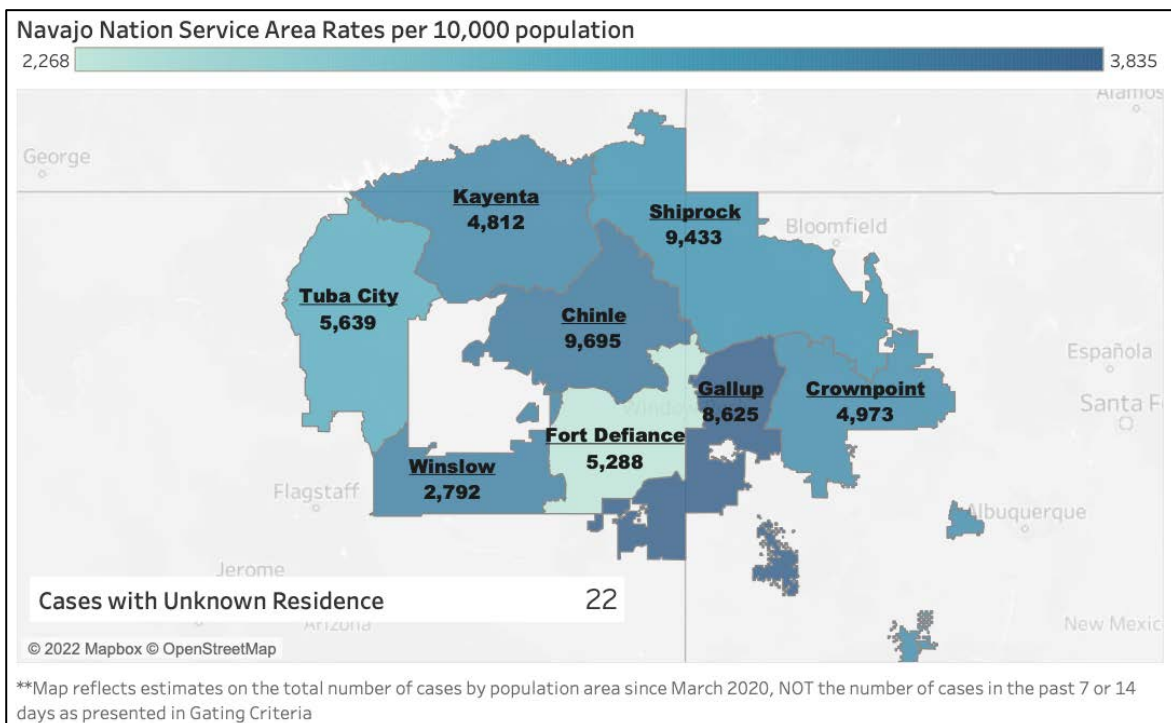 Navajo Nation Service Area Rates per 10,000 population
2,268
3,835
Alamos
George
Kayenta
4,812
Shiprock
9,433
Bloomfield
Tuba City
5,639
Chinle
9,695
Española
Gallup
8,625
Crownpoint
4,973
Santa F
Fort Defiance
5,288
Winslow
2,792
Flagstaff
Albuquerque
Jerome
Cases with Unknown Residence 22
Arizona
New Mexic
© 2022 Mapbox © OpenStreetMap
**Map reflects estimates on the total number of cases by population area since March 2020, NOT the number of cases in the past 7 or 14
days as presented in Gating Criteria